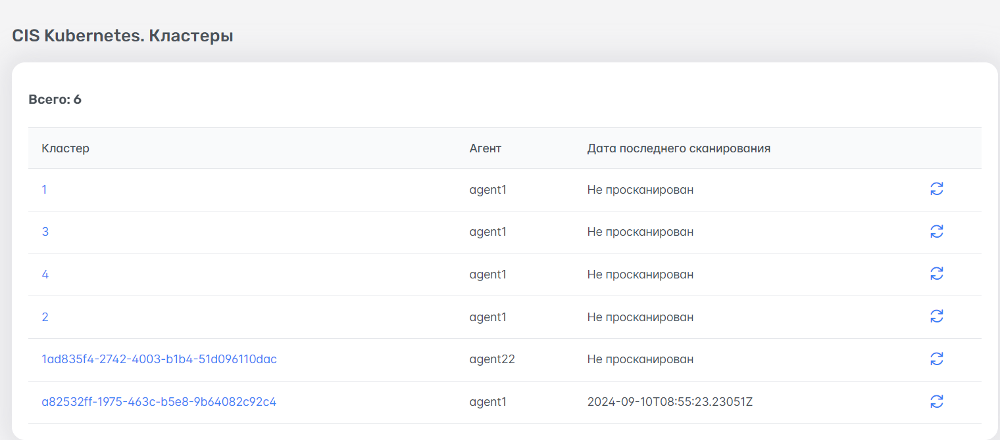 CIS Kubernetes. Кластеры
Всего: 6
Кластер Агент Дата последнего сканирования
1 agent1 Не просканирован
3 agent1 Не просканирован
4 agent1 Не просканирован
2 agent1 Не просканирован
1ad835f4-2742-4003-b1b4-51d096110dac agent22 Не просканирован
a82532ff-1975-463c-b5e8-9b64082c92c4 agent1 2024-09-10T08:55:23.23051Z